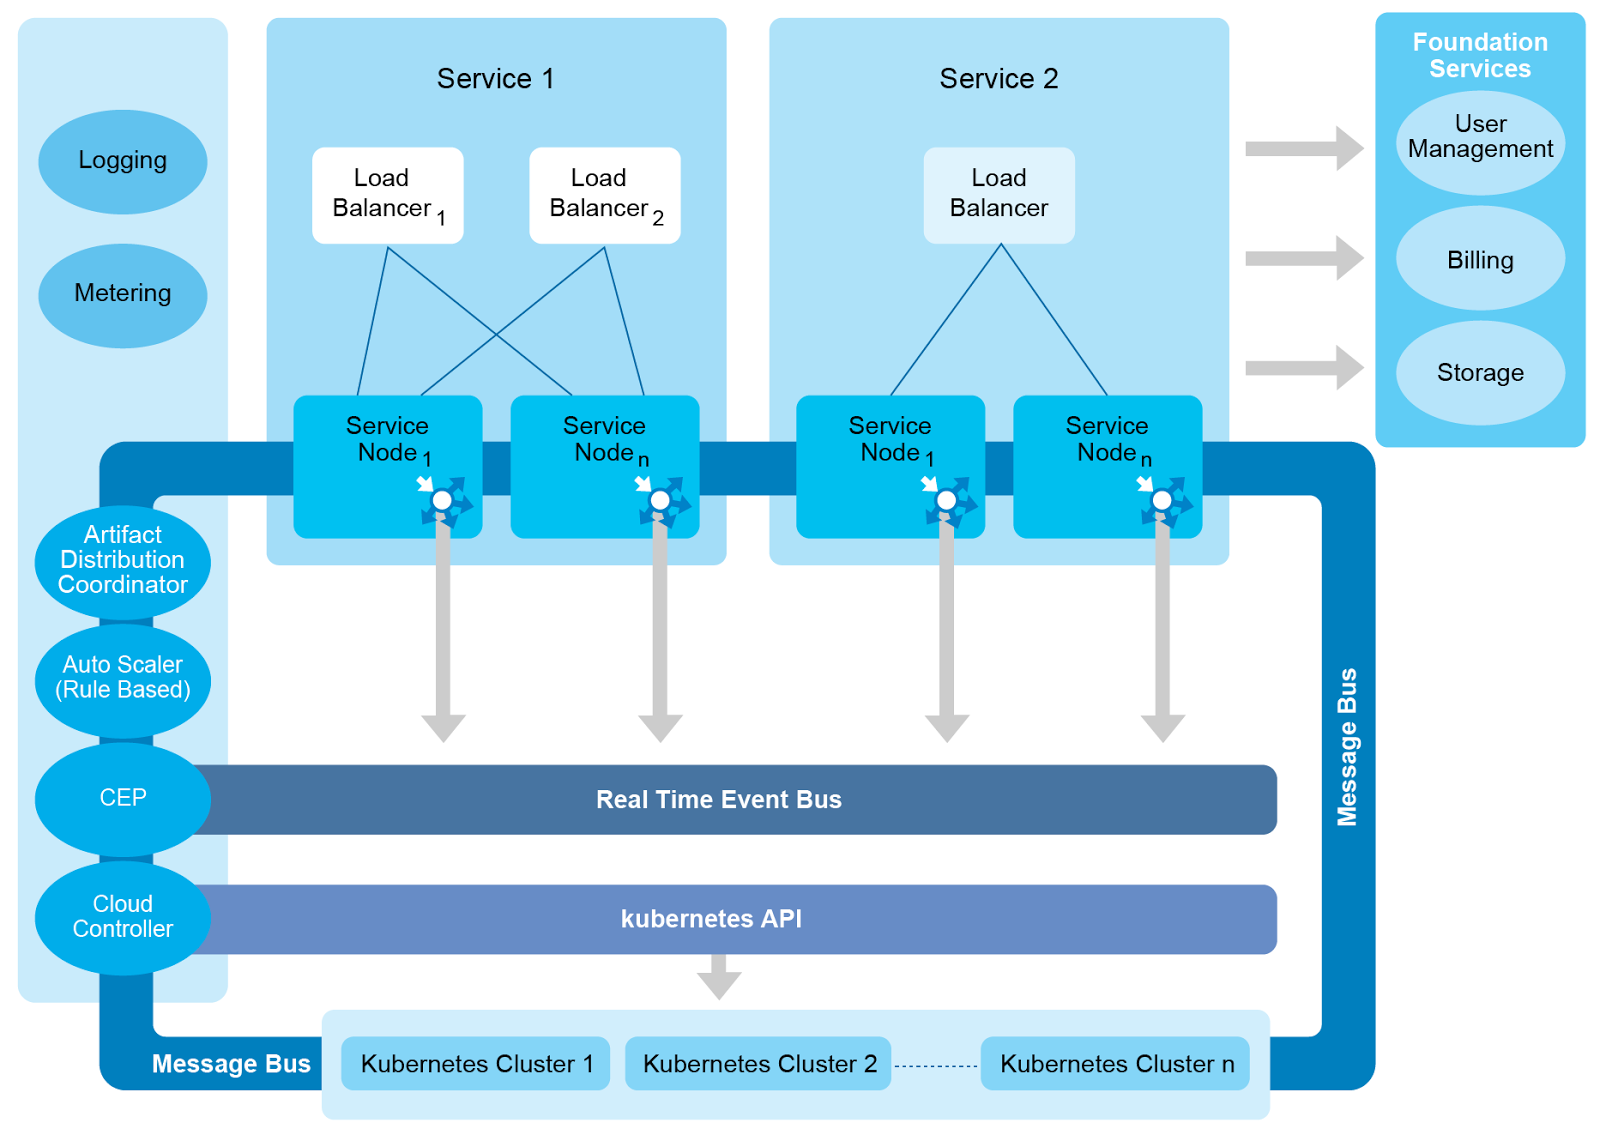 Logging
Metering
Artifact
Distribution
Coordinator
Auto Scaler
(Rule Based)
CEP
Cloud
Controller
Service 1
Load
Balancer 1
Load
Balancer 2
Service
Node 1
Service
Node n
Service 2
Load
Balancer
Service
Node 1
Service
Node n
Foundation
Services
User
Management
Billing
Storage
Real Time Event Bus
kubernetes API
Message Bus
Message Bus
Kubernetes Cluster 1
Kubernetes Cluster 2
Kubernetes Cluster n